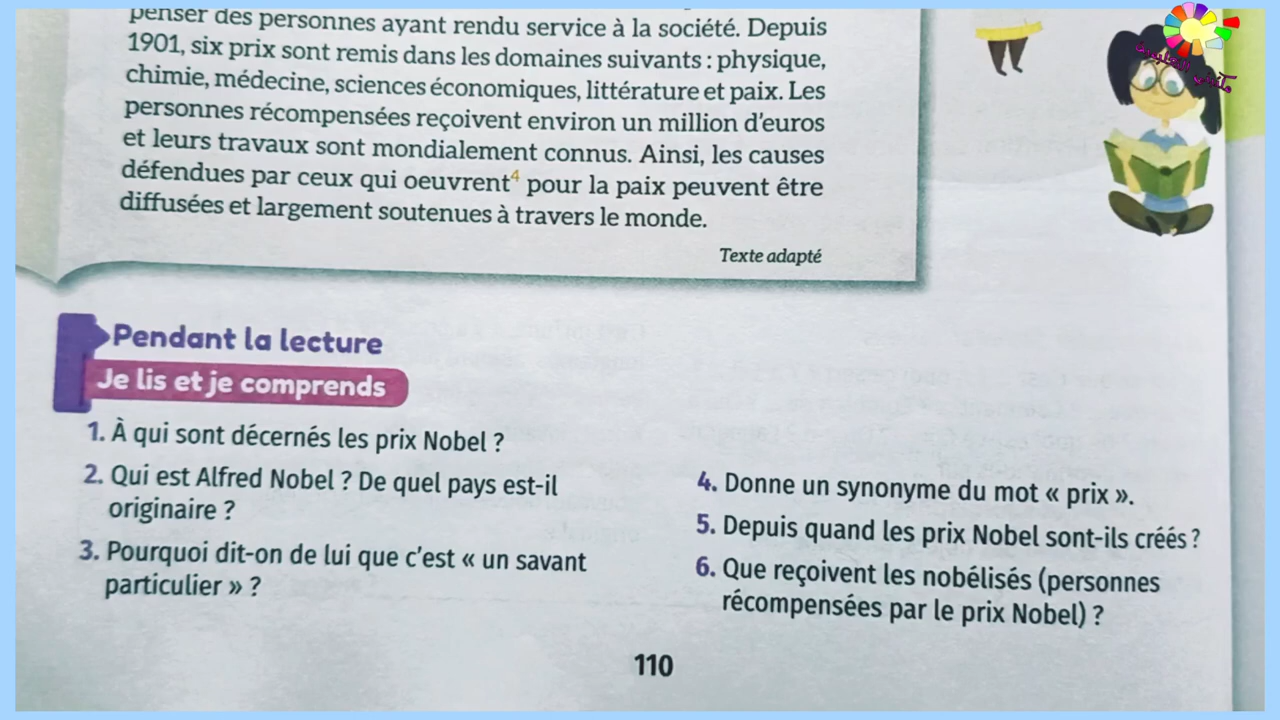 penser des personnes ayant rendu service à la société. Depuis
1901, six prix sont remis dans les domaines suivants : physique,
chimie, médecine, sciences économiques, littérature et paix. Les
personnes récompensées reçoivent environ un million d'euros
et leurs travaux sont mondialement connus. Ainsi, les causes
défendues par ceux qui oeuvrent⁴ pour la paix peuvent être
diffusées et largement soutenues à travers le monde.
Texte adapté
Pendant la lecture
Je lis et je comprends
1. À qui sont décernés les prix Nobel ?
2. Qui est Alfred Nobel ? De quel pays est-il
originaire ?
3. Pourquoi dit-on de lui que c'est « un savant
particulier » ?
4. Donne un synonyme du mot « prix ».
5. Depuis quand les prix Nobel sont-ils créés ?
6. Que reçoivent les nobélisés (personnes
récompensées par le prix Nobel) ?
110